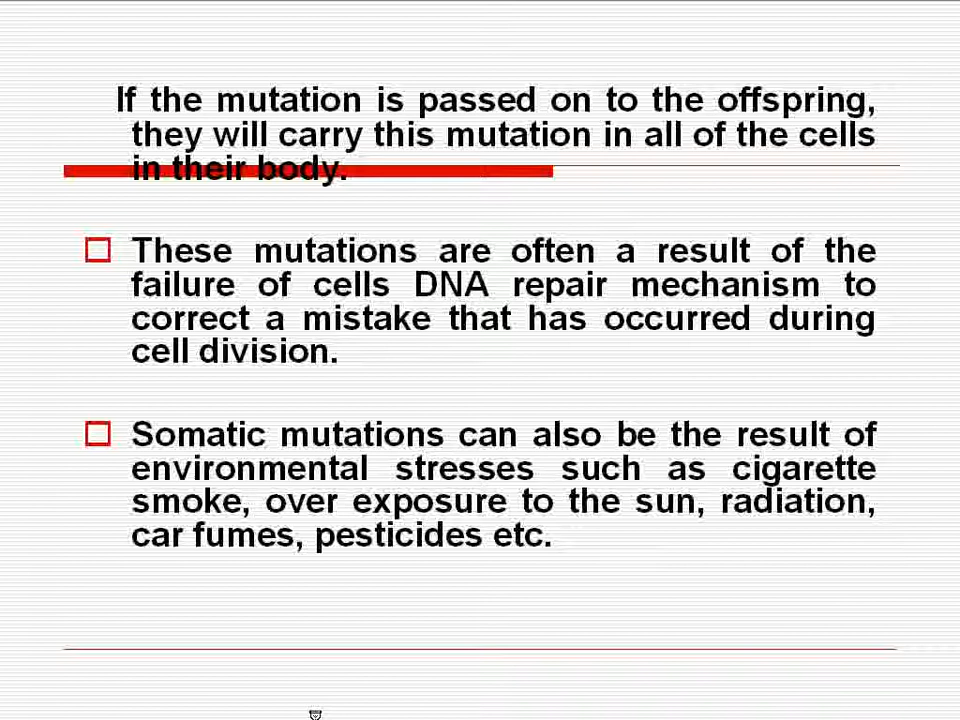 If the mutation is passed on to the offspring,
they will carry this mutation in all of the cells
in their body.
These mutations are often a result of the
failure of cells DNA repair mechanism to
correct a mistake that has occurred during
cell division.
Somatic mutations can also be the result of
environmental stresses such as cigarette
smoke, over exposure to the sun, radiation,
car fumes, pesticides etc.